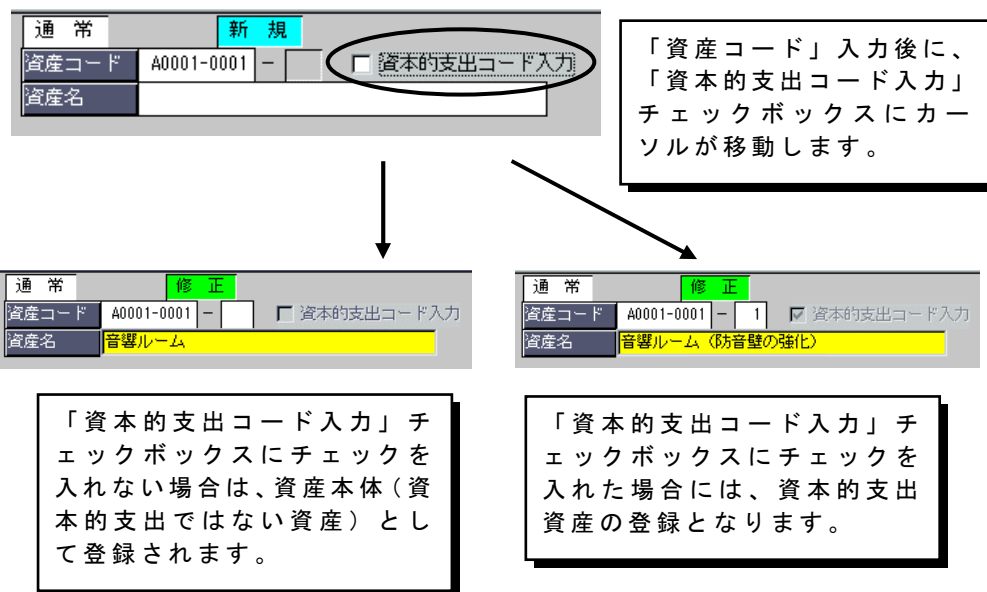 通 常 新 規
資産コード A0001-0001 － 資本的支出コード入力
資産名
「資産コード」入力後に、
「資本的支出コード入力」
チェックボックスにカー
ソルが移動します。
通 常 修 正
資産コード A0001-0001 － 資本的支出コード入力
資産名 音響ルーム
通 常 修 正
資産コード A0001-0001 － 1 資本的支出コード入力
資産名 音響ルーム（防音壁の強化）
「資本的支出コード入力」チ
ェックボックスにチェックを
入れない場合は、資産本体（資
本的支出ではない資産）とし
て登録されます。
「資本的支出コード入力」チ
ェックボックスにチェックを
入れた場合には、資本的支出
資産の登録となります。